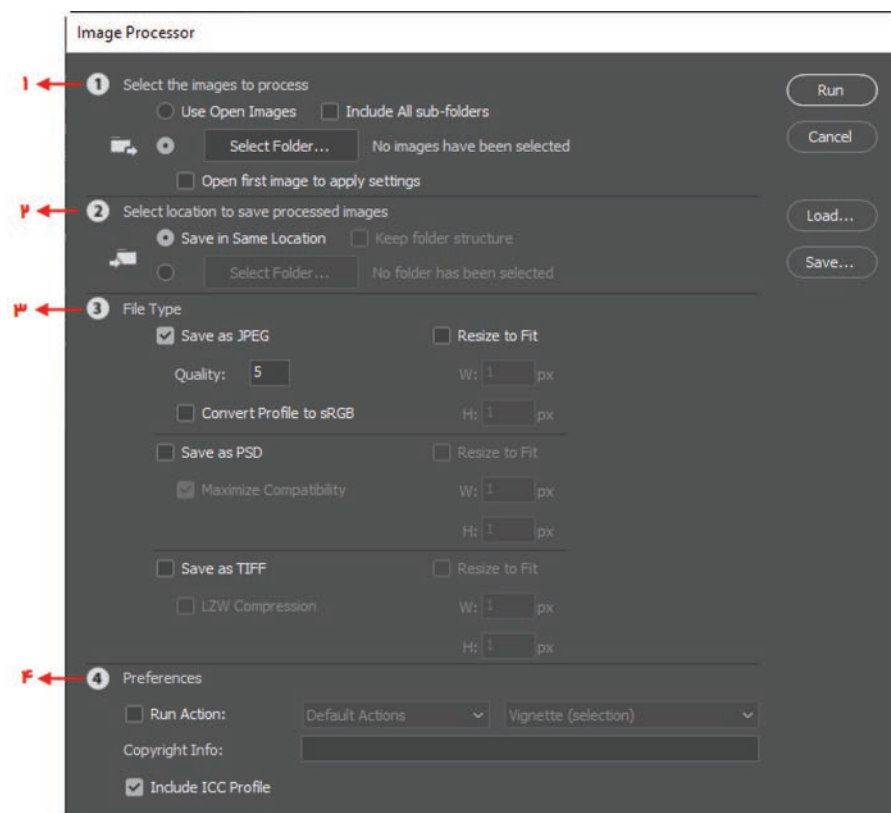 Image Processor
۱ 1 Select the images to process
Run
Use Open Images Include All sub-folders
Select Folder... No images have been selected
Cancel
Open first image to apply settings
۲ 2 Select location to save processed images
Load...
Save in Same Location Keep folder structure
Select Folder... No folder has been selected
Save...
۳ 3 File Type
Save as JPEG Resize to Fit
Quality: 5 W: 1 px
Convert Profile to sRGB H: 1 px
Save as PSD Resize to Fit
Maximize Compatibility W: 1 px
H: 1 px
Save as TIFF Resize to Fit
LZW Compression W: 1 px
H: 1 px
۴ 4 Preferences
Run Action: Default Actions Vignette (selection)
Copyright Info:
Include ICC Profile